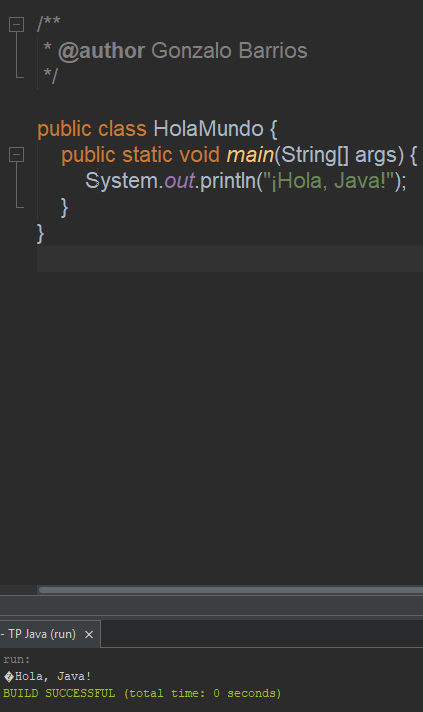 /**
 * @author Gonzalo Barrios
 */
public class HolaMundo {
    public static void main(String[] args) {
        System.out.println("¡Hola, Java!");
    }
}
- TP Java (run) ×
run:
�Hola, Java!
BUILD SUCCESSFUL (total time: 0 seconds)